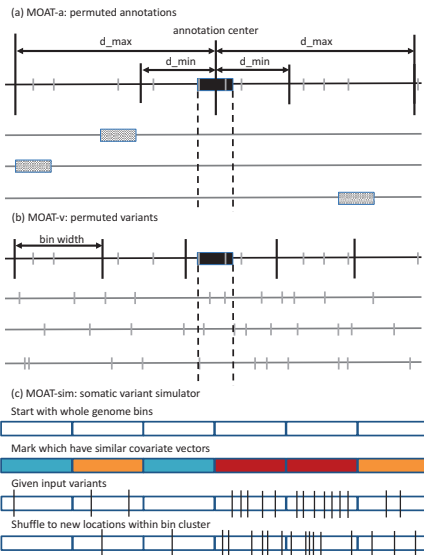 (a) MOAT-a: permuted annotations
annotation center
d_max
d_max
d_min
d_min
(b) MOAT-v: permuted variants
bin width
(c) MOAT-sim: somatic variant simulator
Start with whole genome bins
Mark which have similar covariate vectors
Given input variants
Shuffle to new locations within bin cluster